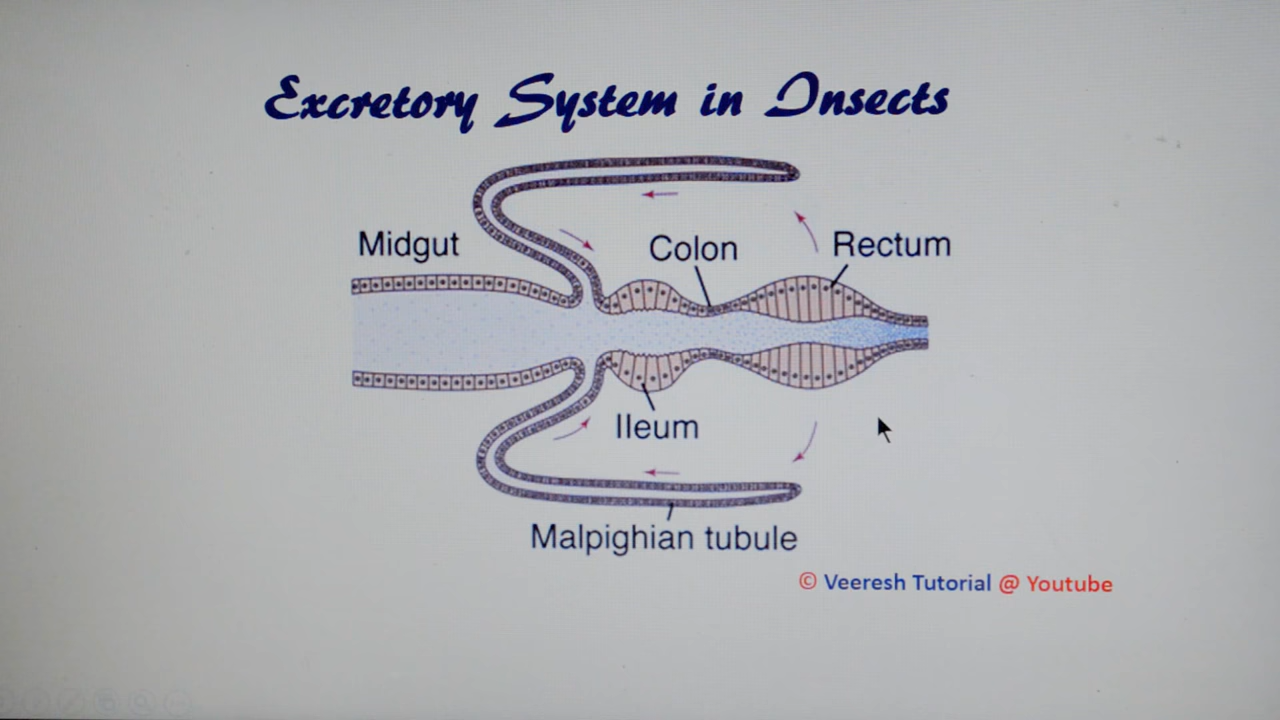 Excretory System in Insects
Midgut
Colon
Rectum
Ileum
Malpighian tubule
© Veeresh Tutorial @ Youtube